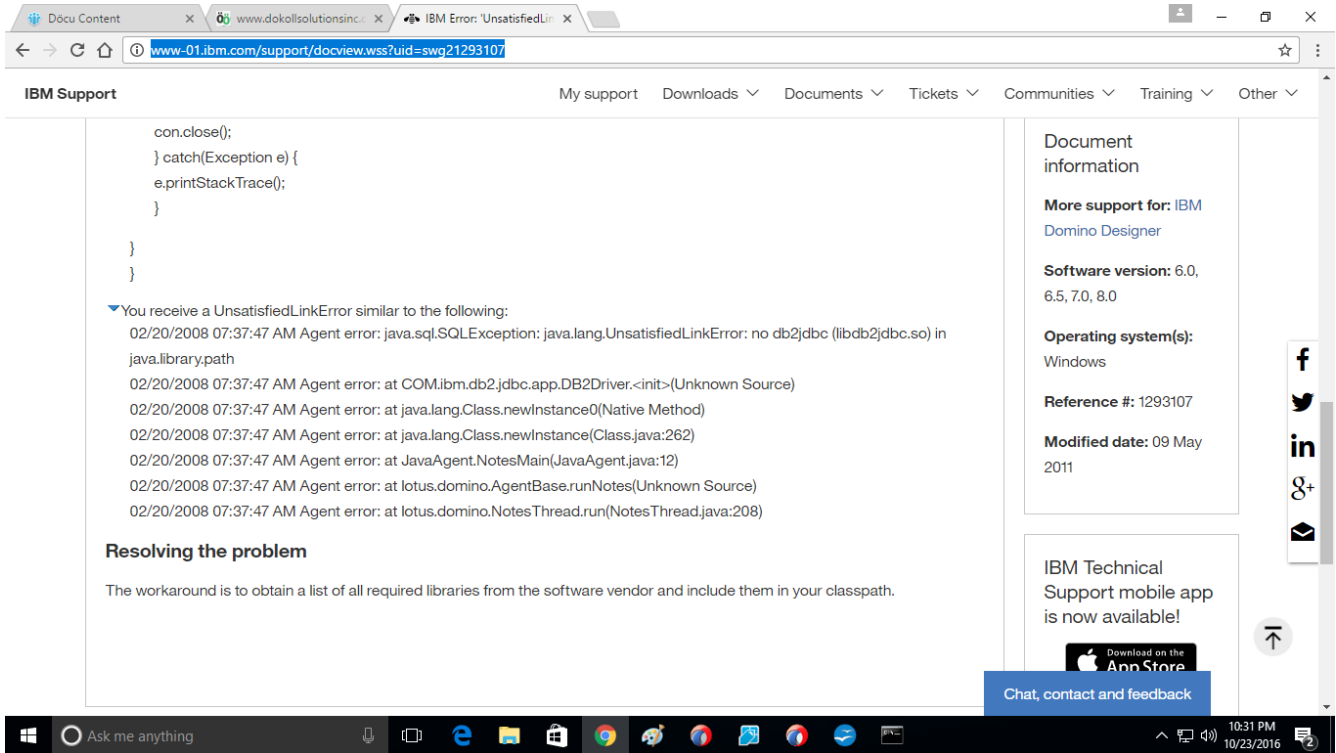 Döcu Content
www.dokollsolutionsinc.c
IBM Error: 'UnsatisfiedLin
www-01.ibm.com/support/docview.wss?uid=swg21293107
IBM Support
My support Downloads Documents Tickets Communities Training Other
con.close();
} catch(Exception e) {
e.printStackTrace();
}
}
}
You receive a UnsatisfiedLinkError similar to the following:
02/20/2008 07:37:47 AM Agent error: java.sql.SQLException: java.lang.UnsatisfiedLinkError: no db2jdbc (libdb2jdbc.so) in
java.library.path
02/20/2008 07:37:47 AM Agent error: at COM.ibm.db2.jdbc.app.DB2Driver.<init>(Unknown Source)
02/20/2008 07:37:47 AM Agent error: at java.lang.Class.newInstance0(Native Method)
02/20/2008 07:37:47 AM Agent error: at java.lang.Class.newInstance(Class.java:262)
02/20/2008 07:37:47 AM Agent error: at JavaAgent.NotesMain(JavaAgent.java:12)
02/20/2008 07:37:47 AM Agent error: at lotus.domino.AgentBase.runNotes(Unknown Source)
02/20/2008 07:37:47 AM Agent error: at lotus.domino.NotesThread.run(NotesThread.java:208)
Resolving the problem
The workaround is to obtain a list of all required libraries from the software vendor and include them in your classpath.
Document
information
More support for: IBM
Domino Designer
Software version: 6.0,
6.5, 7.0, 8.0
Operating system(s):
Windows
Reference #: 1293107
Modified date: 09 May
2011
IBM Technical
Support mobile app
is now available!
Download on the
App Store
Chat, contact and feedback
Ask me anything
10:31 PM
10/23/2016
2